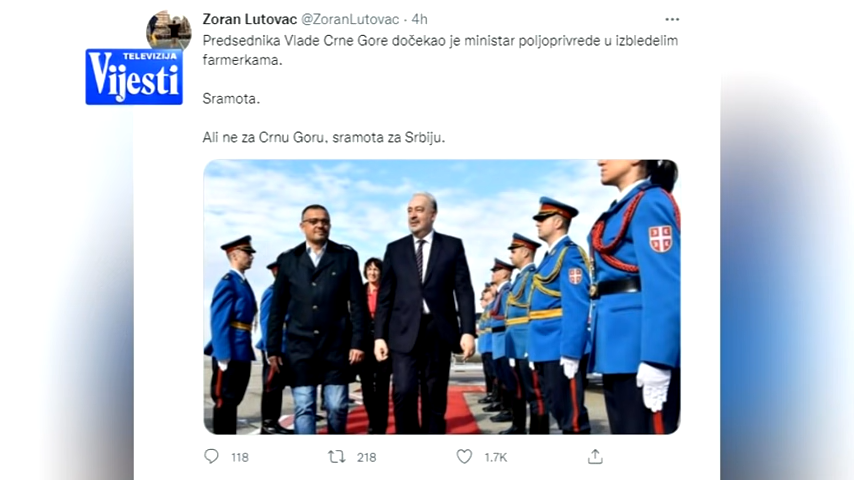 Zoran Lutovac @ZoranLutovac · 4h
Predsednika Vlade Crne Gore dočekao je ministar poljoprivrede u izbledelim
farmerkama.
TELEVIZIJA
Vijesti
Sramota.
Ali ne za Crnu Goru, sramota za Srbiju.
118 218 1.7K